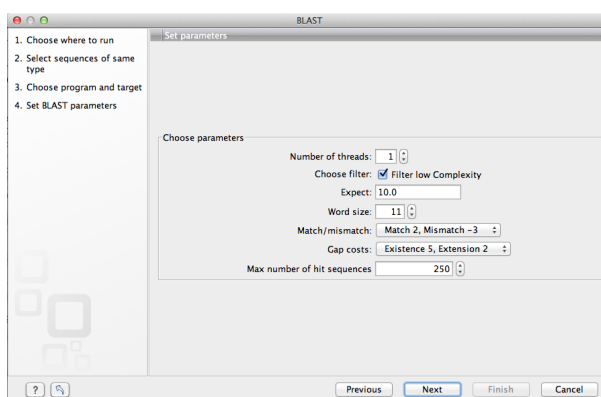 BLAST
1. Choose where to run
2. Select sequences of same
type
3. Choose program and target
4. Set BLAST parameters
Set parameters
Choose parameters
Number of threads: 1
Choose filter: Filter low Complexity
Expect: 10.0
Word size: 11
Match/mismatch: Match 2, Mismatch -3
Gap costs: Existence 5, Extension 2
Max number of hit sequences 250
? Previous Next Finish Cancel